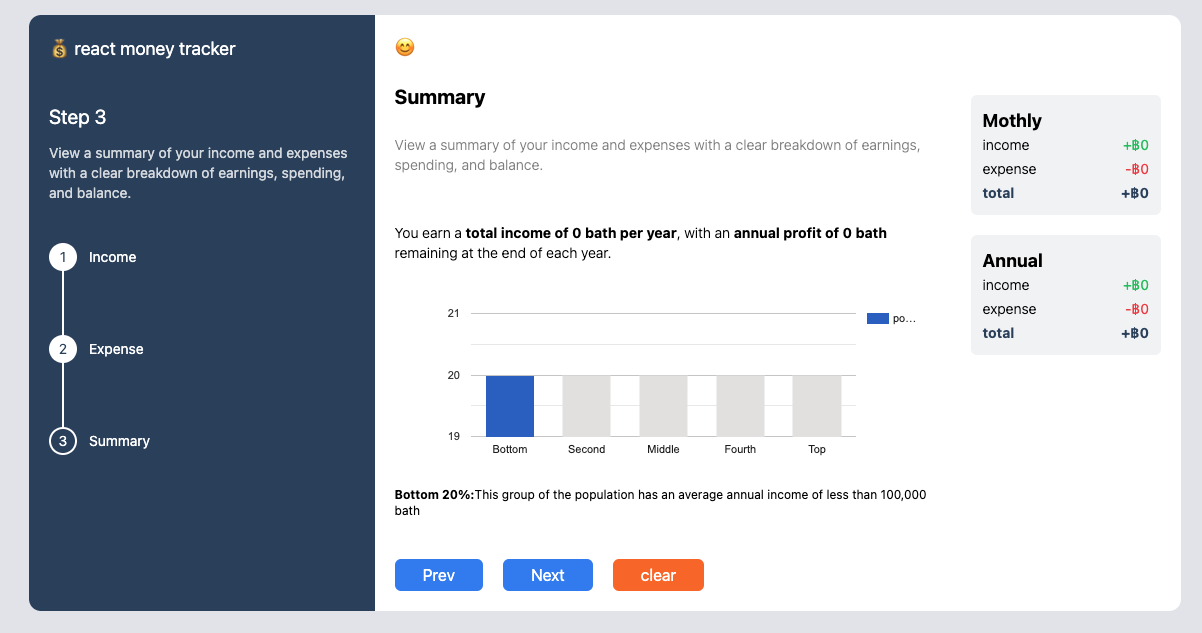 react money tracker
Step 3
View a summary of your income and expenses
with a clear breakdown of earnings, spending,
and balance.
1 Income
2 Expense
3 Summary
Summary
View a summary of your income and expenses with a clear breakdown of earnings,
spending, and balance.
You earn a total income of 0 bath per year, with an annual profit of 0 bath
remaining at the end of each year.
21
20
19
po...
Bottom Second Middle Fourth Top
Bottom 20%:This group of the population has an average annual income of less than 100,000
bath
Prev Next clear
Mothly
income +฿0
expense -฿0
total +฿0
Annual
income +฿0
expense -฿0
total +฿0